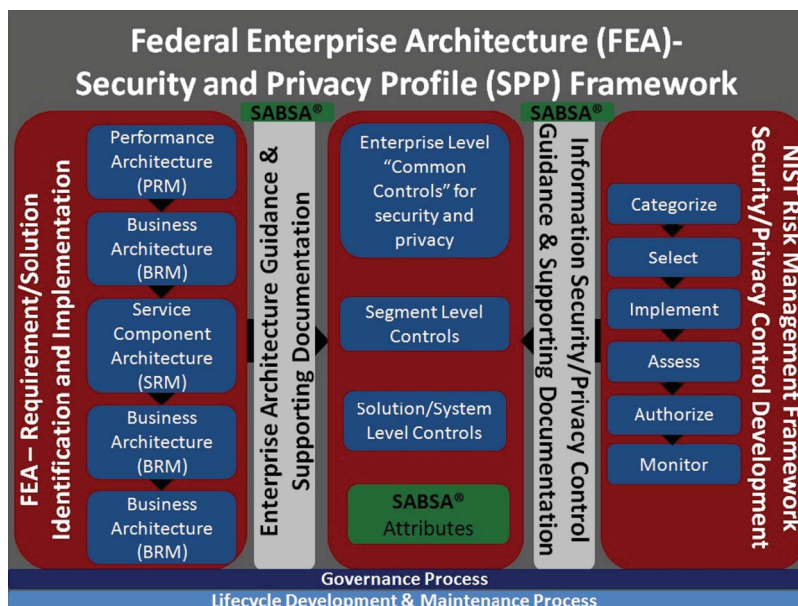 Federal Enterprise Architecture (FEA)-
Security and Privacy Profile (SPP) Framework
FEA – Requirement/Solution
Identification and Implementation
Performance
Architecture
(PRM)
Business
Architecture
(BRM)
Service
Component
Architecture
(SRM)
Business
Architecture
(BRM)
Business
Architecture
(BRM)
SABSA®
Enterprise Architecture Guidance &
Supporting Documentation
Enterprise Level
“Common
Controls” for
security and
privacy
Segment Level
Controls
Solution/System
Level Controls
SABSA®
Attributes
SABSA®
Information Security/Privacy Control
Guidance & Supporting Documentation
Categorize
Select
Implement
Assess
Authorize
Monitor
NIST Risk Management Framework
Security/Privacy Control Development
Governance Process
Lifecycle Development & Maintenance Process